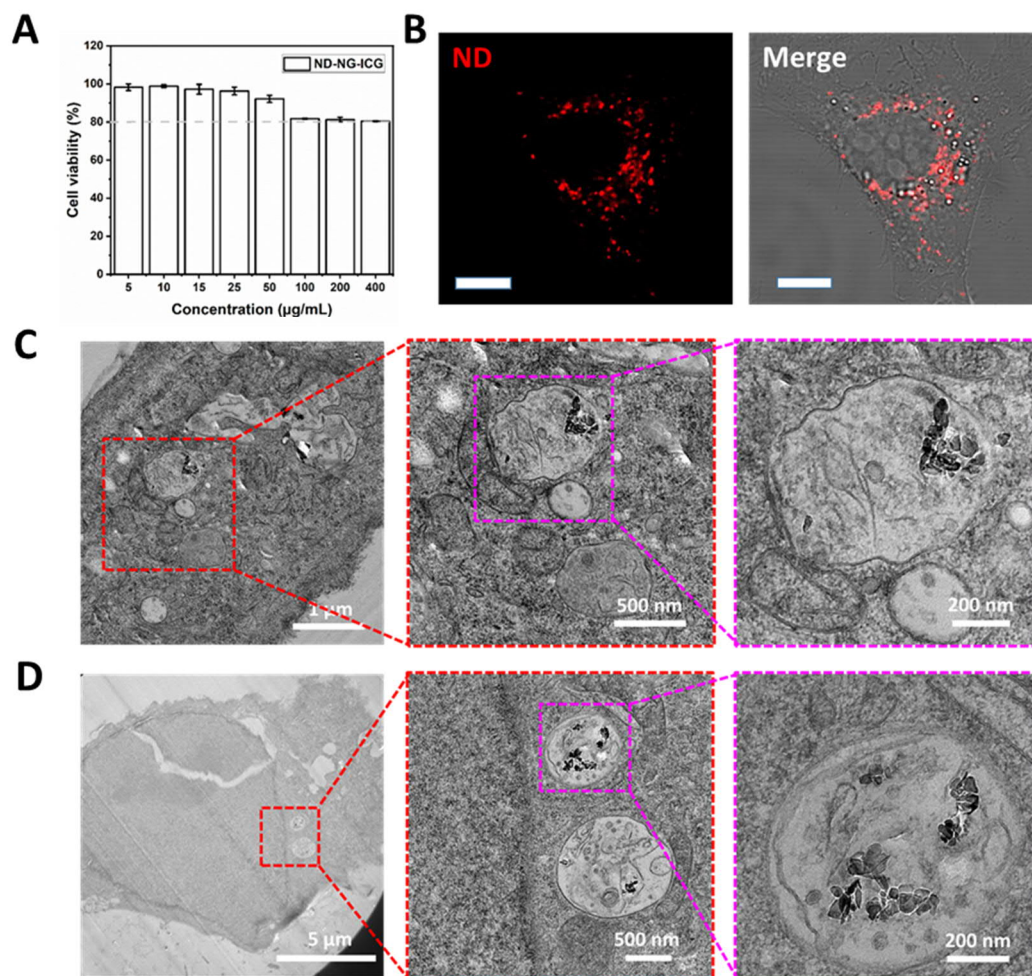 A
120
100
80
60
40
20
0
Cell viability (%)
ND-NG-ICG
5 10 15 25 50 100 200 400
Concentration (μg/mL)
B
ND
Merge
C
1 μm
500 nm
200 nm
D
5 μm
500 nm
200 nm